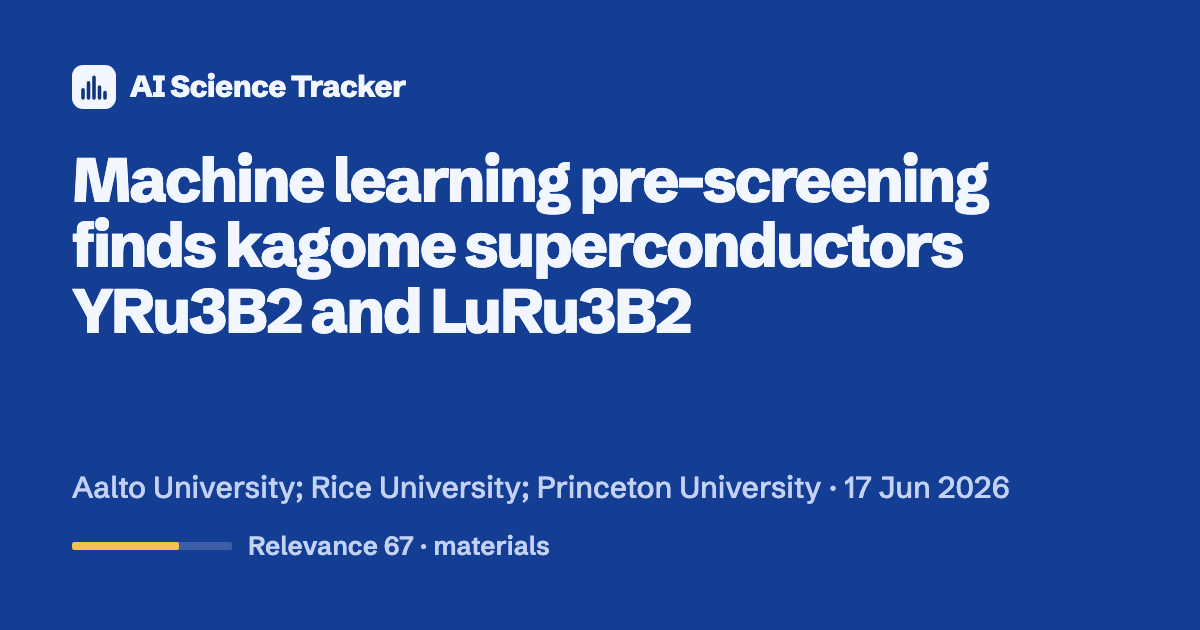 AI Science Tracker
Machine learning pre-screening
finds kagome superconductors
YRu3B2 and LuRu3B2
Aalto University; Rice University; Princeton University · 17 Jun 2026
Relevance 67 · materials